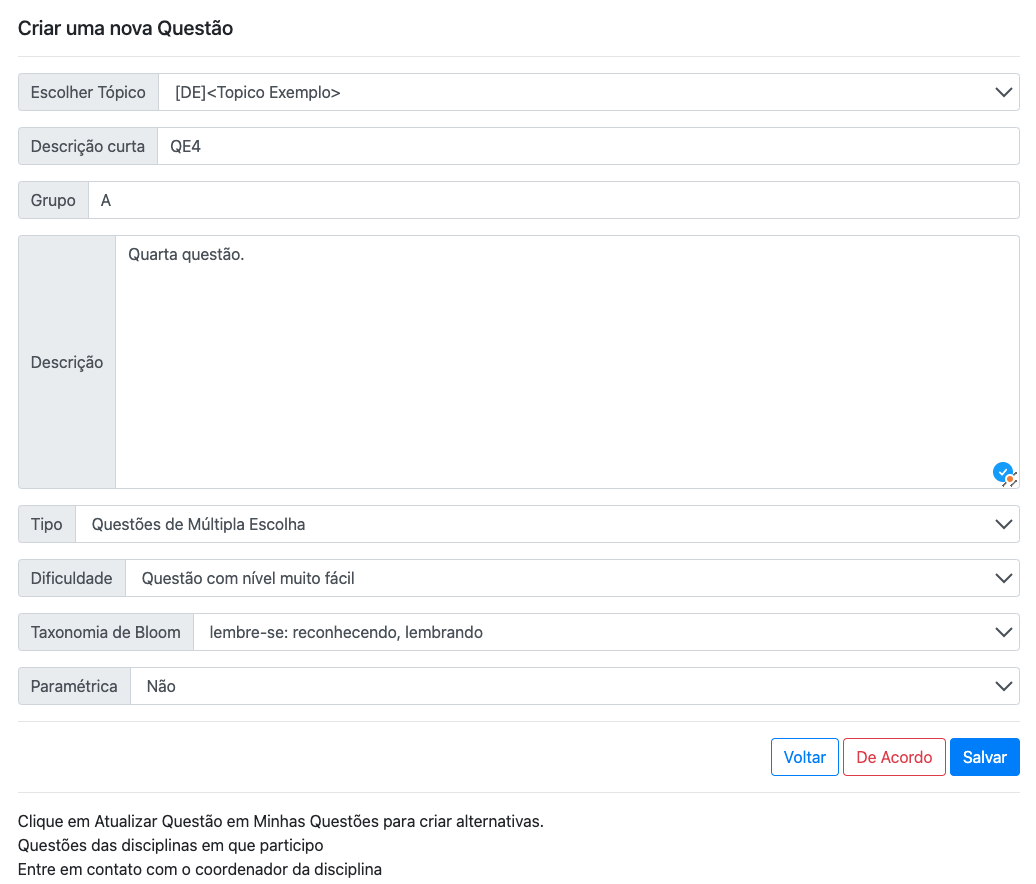 Criar uma nova Questão
Escolher Tópico [DE]<Topico Exemplo>
Descrição curta QE4
Grupo A
Descrição Quarta questão.
Tipo Questões de Múltipla Escolha
Dificuldade Questão com nível muito fácil
Taxonomia de Bloom lembre-se: reconhecendo, lembrando
Paramétrica Não
Voltar De Acordo Salvar
Clique em Atualizar Questão em Minhas Questões para criar alternativas.
Questões das disciplinas em que participo
Entre em contato com o coordenador da disciplina